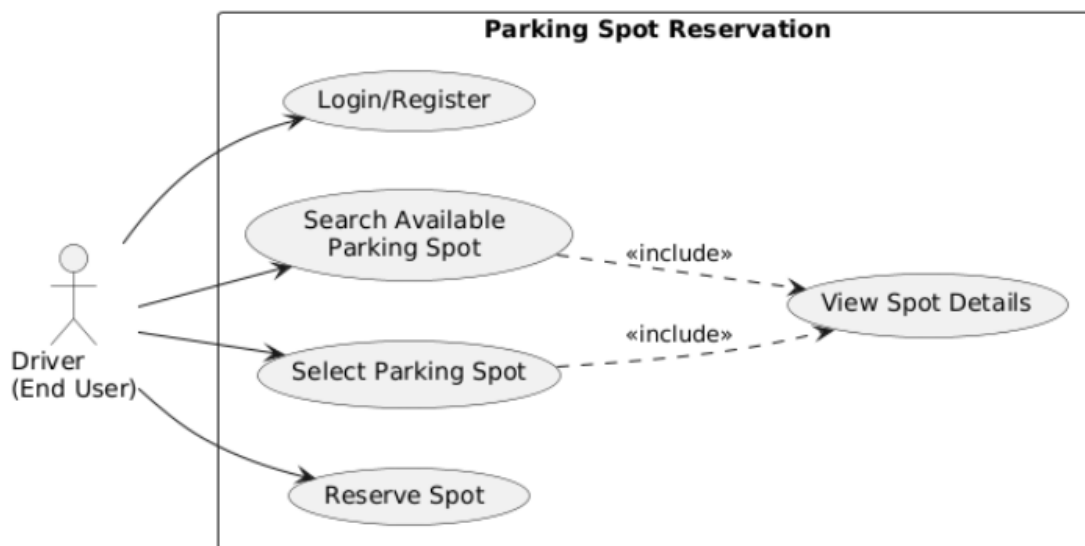 Parking Spot Reservation
Login/Register
Search Available
Parking Spot
«include»
View Spot Details
«include»
Select Parking Spot
Driver
(End User)
Reserve Spot